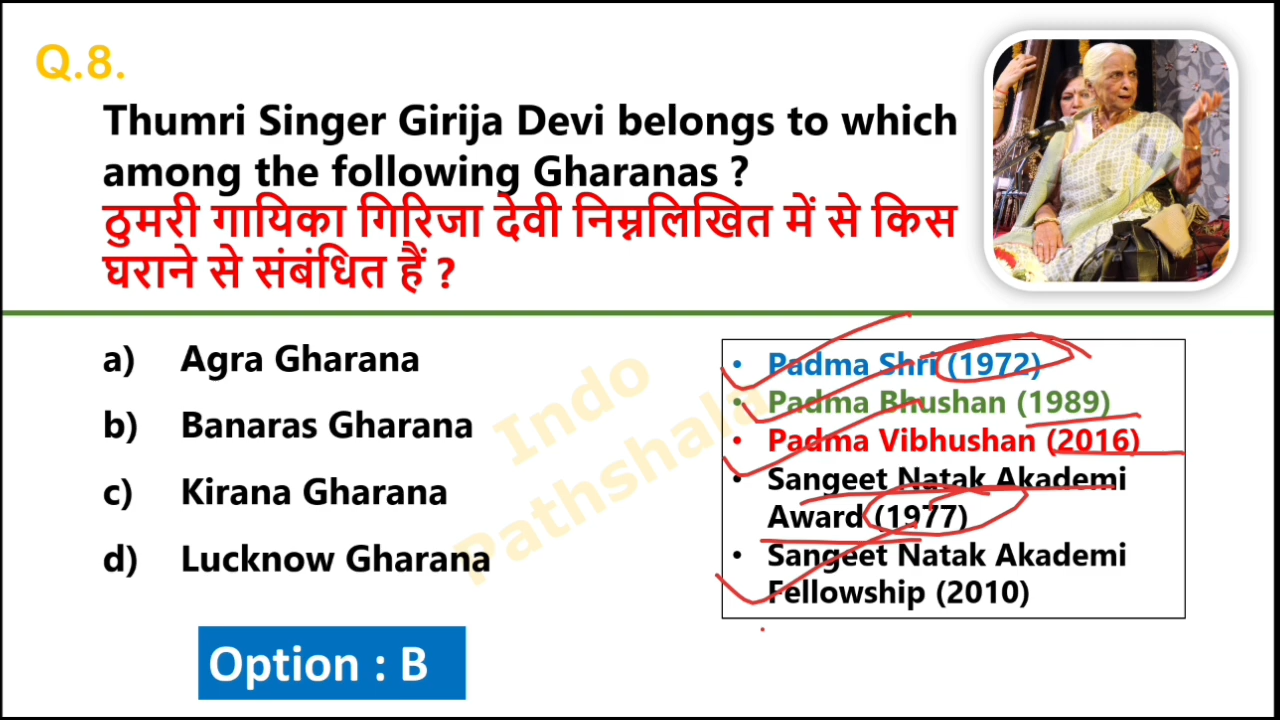 Q.8.
Thumri Singer Girija Devi belongs to which
among the following Gharanas ?
ठुमरी गायिका गिरिजा देवी निम्नलिखित में से किस
घराने से संबंधित हैं ?
a) Agra Gharana
b) Banaras Gharana
c) Kirana Gharana
d) Lucknow Gharana
Option : B
• Padma Shri (1972)
• Padma Bhushan (1989)
• Padma Vibhushan (2016)
• Sangeet Natak Akademi
Award (1977)
• Sangeet Natak Akademi
Fellowship (2010)
Indo
Pathshala